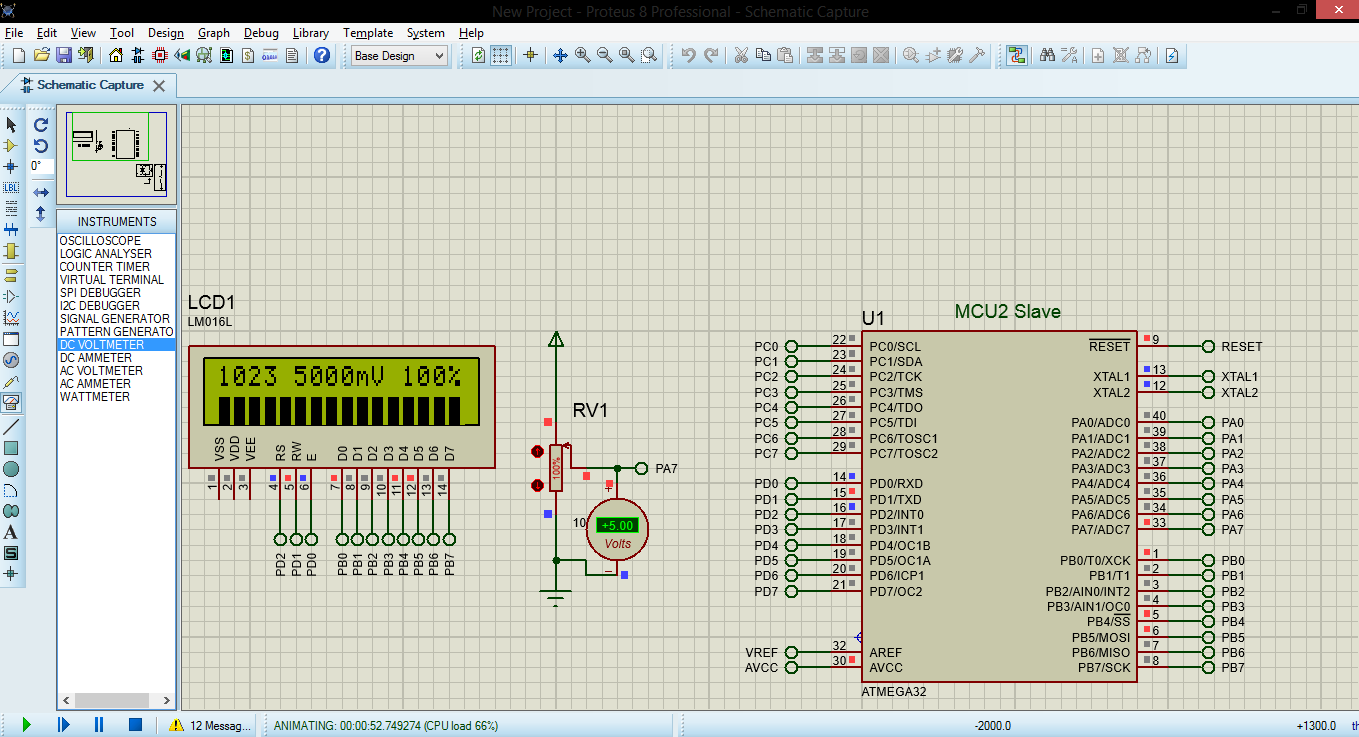 New Project - Proteus 8 Professional - Schematic Capture
File Edit View Tool Design Graph Debug Library Template System Help
Base Design
Schematic Capture
0°
LBL
INSTRUMENTS
OSCILLOSCOPE
LOGIC ANALYSER
COUNTER TIMER
VIRTUAL TERMINAL
SPI DEBUGGER
I2C DEBUGGER
SIGNAL GENERATOR
PATTERN GENERATO
DC VOLTMETER
DC AMMETER
AC VOLTMETER
AC AMMETER
WATTMETER
A
S
LCD1
LM016L
1023 5000mV 100%
VSS VDD VEE RS RW E D0 D1 D2 D3 D4 D5 D6 D7
1 2 3 4 5 6 7 8 9 10 11 12 13 14
PD2 PD1 PD0 PB0 PB1 PB2 PB3 PB4 PB5 PB6 PB7
RV1
100%
PA7
10
+5.00
Volts
MCU2 Slave
U1
PC0 22 PC0/SCL RESET 9 RESET
PC1 23 PC1/SDA
PC2 24 PC2/TCK XTAL1 13 XTAL1
PC3 25 PC3/TMS XTAL2 12 XTAL2
PC4 26 PC4/TDO
PC5 27 PC5/TDI PA0/ADC0 40 PA0
PC6 28 PC6/TOSC1 PA1/ADC1 39 PA1
PC7 29 PC7/TOSC2 PA2/ADC2 38 PA2
PA3/ADC3 37 PA3
PD0 14 PD0/RXD PA4/ADC4 36 PA4
PD1 15 PD1/TXD PA5/ADC5 35 PA5
PD2 16 PD2/INT0 PA6/ADC6 34 PA6
PD3 17 PD3/INT1 PA7/ADC7 33 PA7
PD4 18 PD4/OC1B
PD5 19 PD5/OC1A PB0/T0/XCK 1 PB0
PD6 20 PD6/ICP1 PB1/T1 2 PB1
PD7 21 PD7/OC2 PB2/AIN0/INT2 3 PB2
PB3/AIN1/OC0 4 PB3
PB4/SS 5 PB4
PB5/MOSI 6 PB5
VREF 32 AREF PB6/MISO 7 PB6
AVCC 30 AVCC PB7/SCK 8 PB7
ATMEGA32
12 Messag... ANIMATING: 00:00:52.749274 (CPU load 66%) -2000.0 +1300.0 th